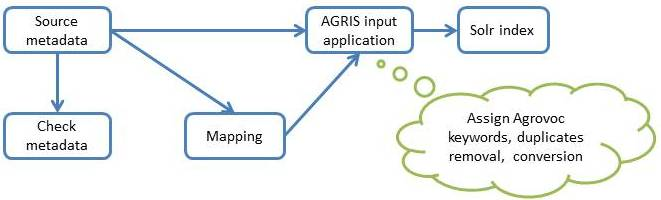 Source
metadata
AGRIS input
application
Solr index
Check
metadata
Mapping
Assign Agrovoc
keywords, duplicates
removal, conversion